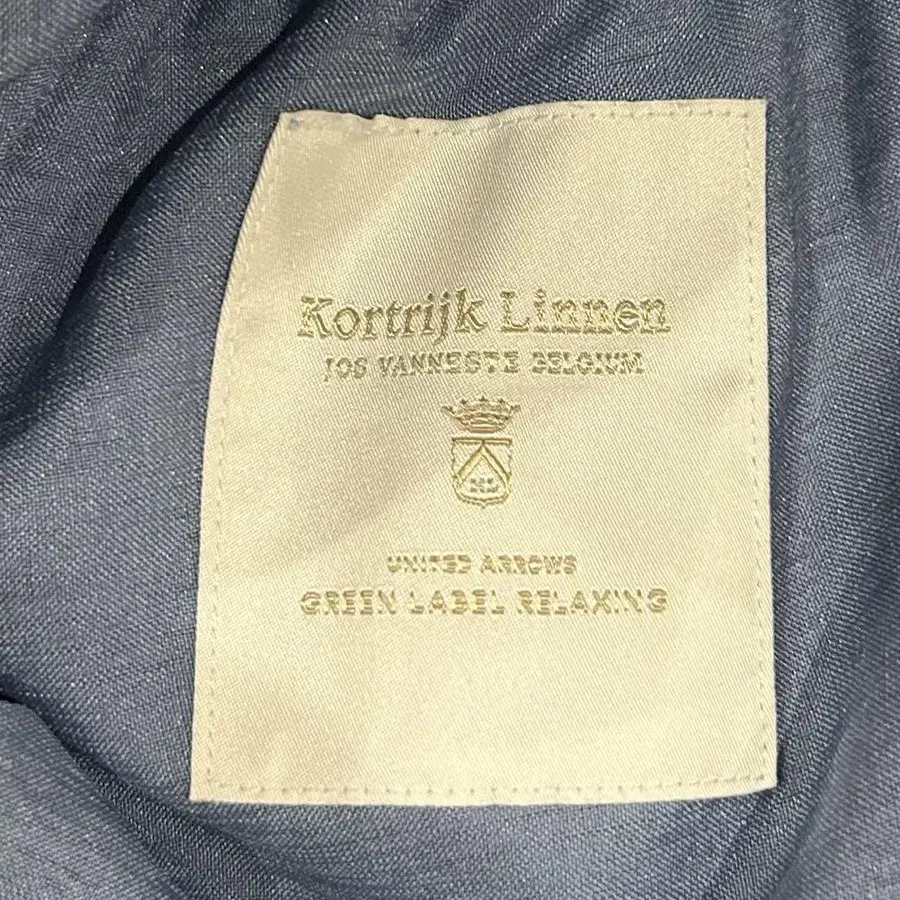 Kortrijk Linnen
JOS VANNESTE BELGIUM
UNITED ARROWS
GREEN LABEL RELAXING